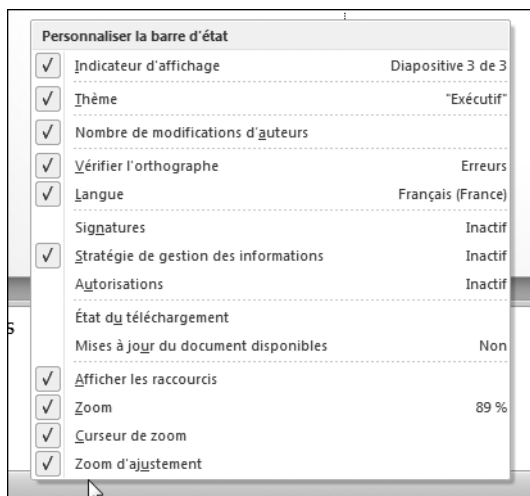 Personnaliser la barre d'état
Indicateur d'affichage Diapositive 3 de 3
Thème "Exécutif"
Nombre de modifications d'auteurs
Vérifier l'orthographe Erreurs
Langue Français (France)
Signatures Inactif
Stratégie de gestion des informations Inactif
Autorisations Inactif
État du téléchargement
Mises à jour du document disponibles Non
Afficher les raccourcis
Zoom 89 %
Curseur de zoom
Zoom d'ajustement